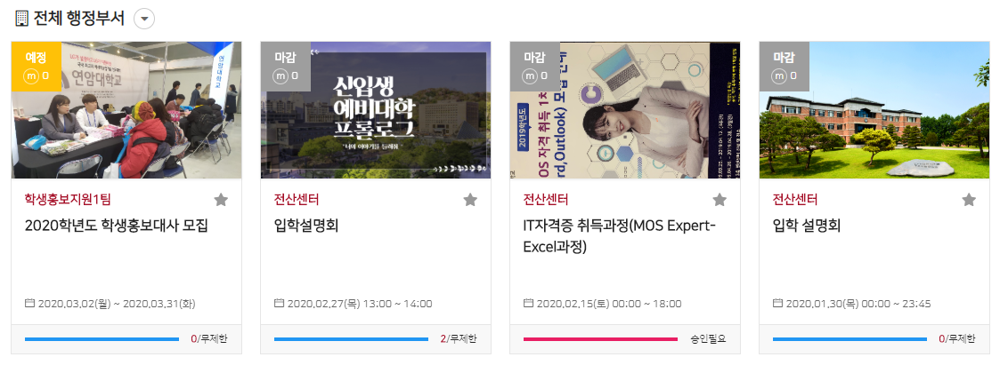 전체 행정부서
예정
m 0
연암대학교
연암대학교
학생홍보지원1팀
2020학년도 학생홍보대사 모집
2020.03.02(월) ~ 2020.03.31(화)
0/무제한
마감
m 0
신입생
예비대학
프롤로그
전산센터
입학설명회
2020.02.27(목) 13:00 ~ 14:00
2/무제한
마감
m 0
2019학년도
OS 자격 취득 1차
rd,Outlook) 모집 안내
전산센터
IT자격증 취득과정(MOS Expert-
Excel과정)
2020.02.15(토) 00:00 ~ 18:00
승인필요
마감
m 0
전산센터
입학 설명회
2020.01.30(목) 00:00 ~ 23:45
0/무제한